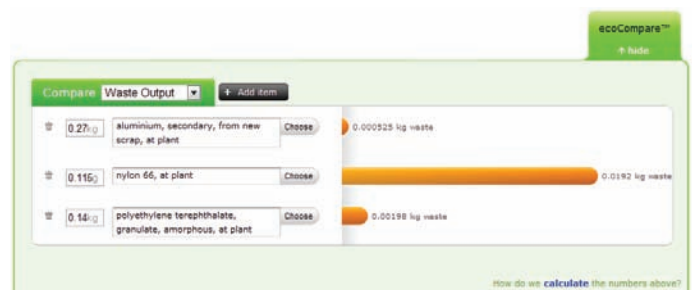 ecoCompare™
↑ hide
Compare Waste Output + Add item
0.27kg aluminium, secondary, from new scrap, at plant Choose 0.000525 kg waste
0.115g nylon 66, at plant Choose 0.0192 kg waste
0.14kg polyethylene terephthalate, granulate, amorphous, at plant Choose 0.00198 kg waste
How do we calculate the numbers above?